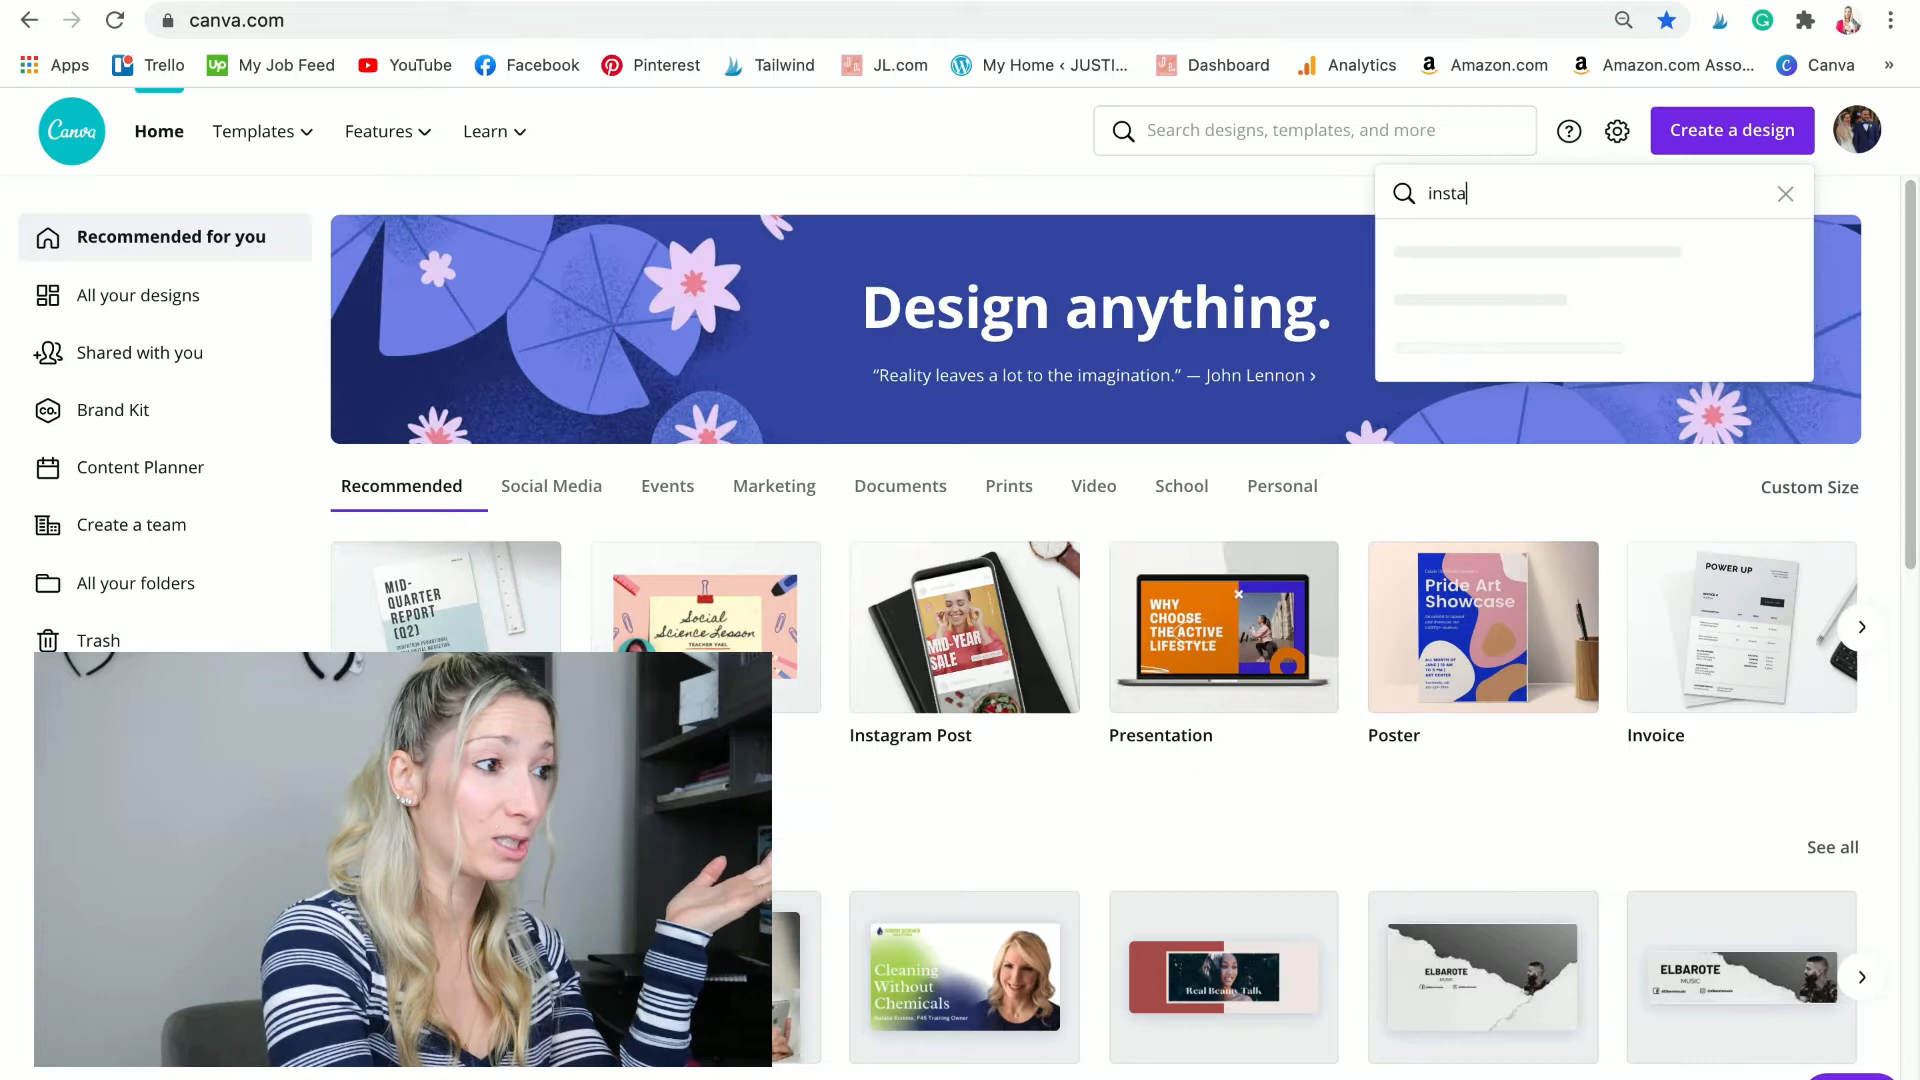 canva.com
Apps Trello My Job Feed YouTube Facebook Pinterest Tailwind JL.com My Home ‹ JUSTI... Dashboard Analytics Amazon.com Amazon.com Asso... Canva »
Canva Home Templates Features Learn Search designs, templates, and more Create a design
insta
Recommended for you
All your designs
Shared with you
Brand Kit
Content Planner
Create a team
All your folders
Trash
Design anything.
“Reality leaves a lot to the imagination.” — John Lennon ›
Recommended Social Media Events Marketing Documents Prints Video School Personal Custom Size
MID-
QUARTER
REPORT
(Q2)
Social
Science Lesson
TEACHER YAEL
MID-YEAR
SALE
WHY
CHOOSE
THE ACTIVE
LIFESTYLE
Pride Art
Showcase
POWER UP
Instagram Post Presentation Poster Invoice
See all
Cleaning
Without
Chemicals
Real Beauty Talk
ELBAROTE
MUSIC
ELBAROTE
MUSIC